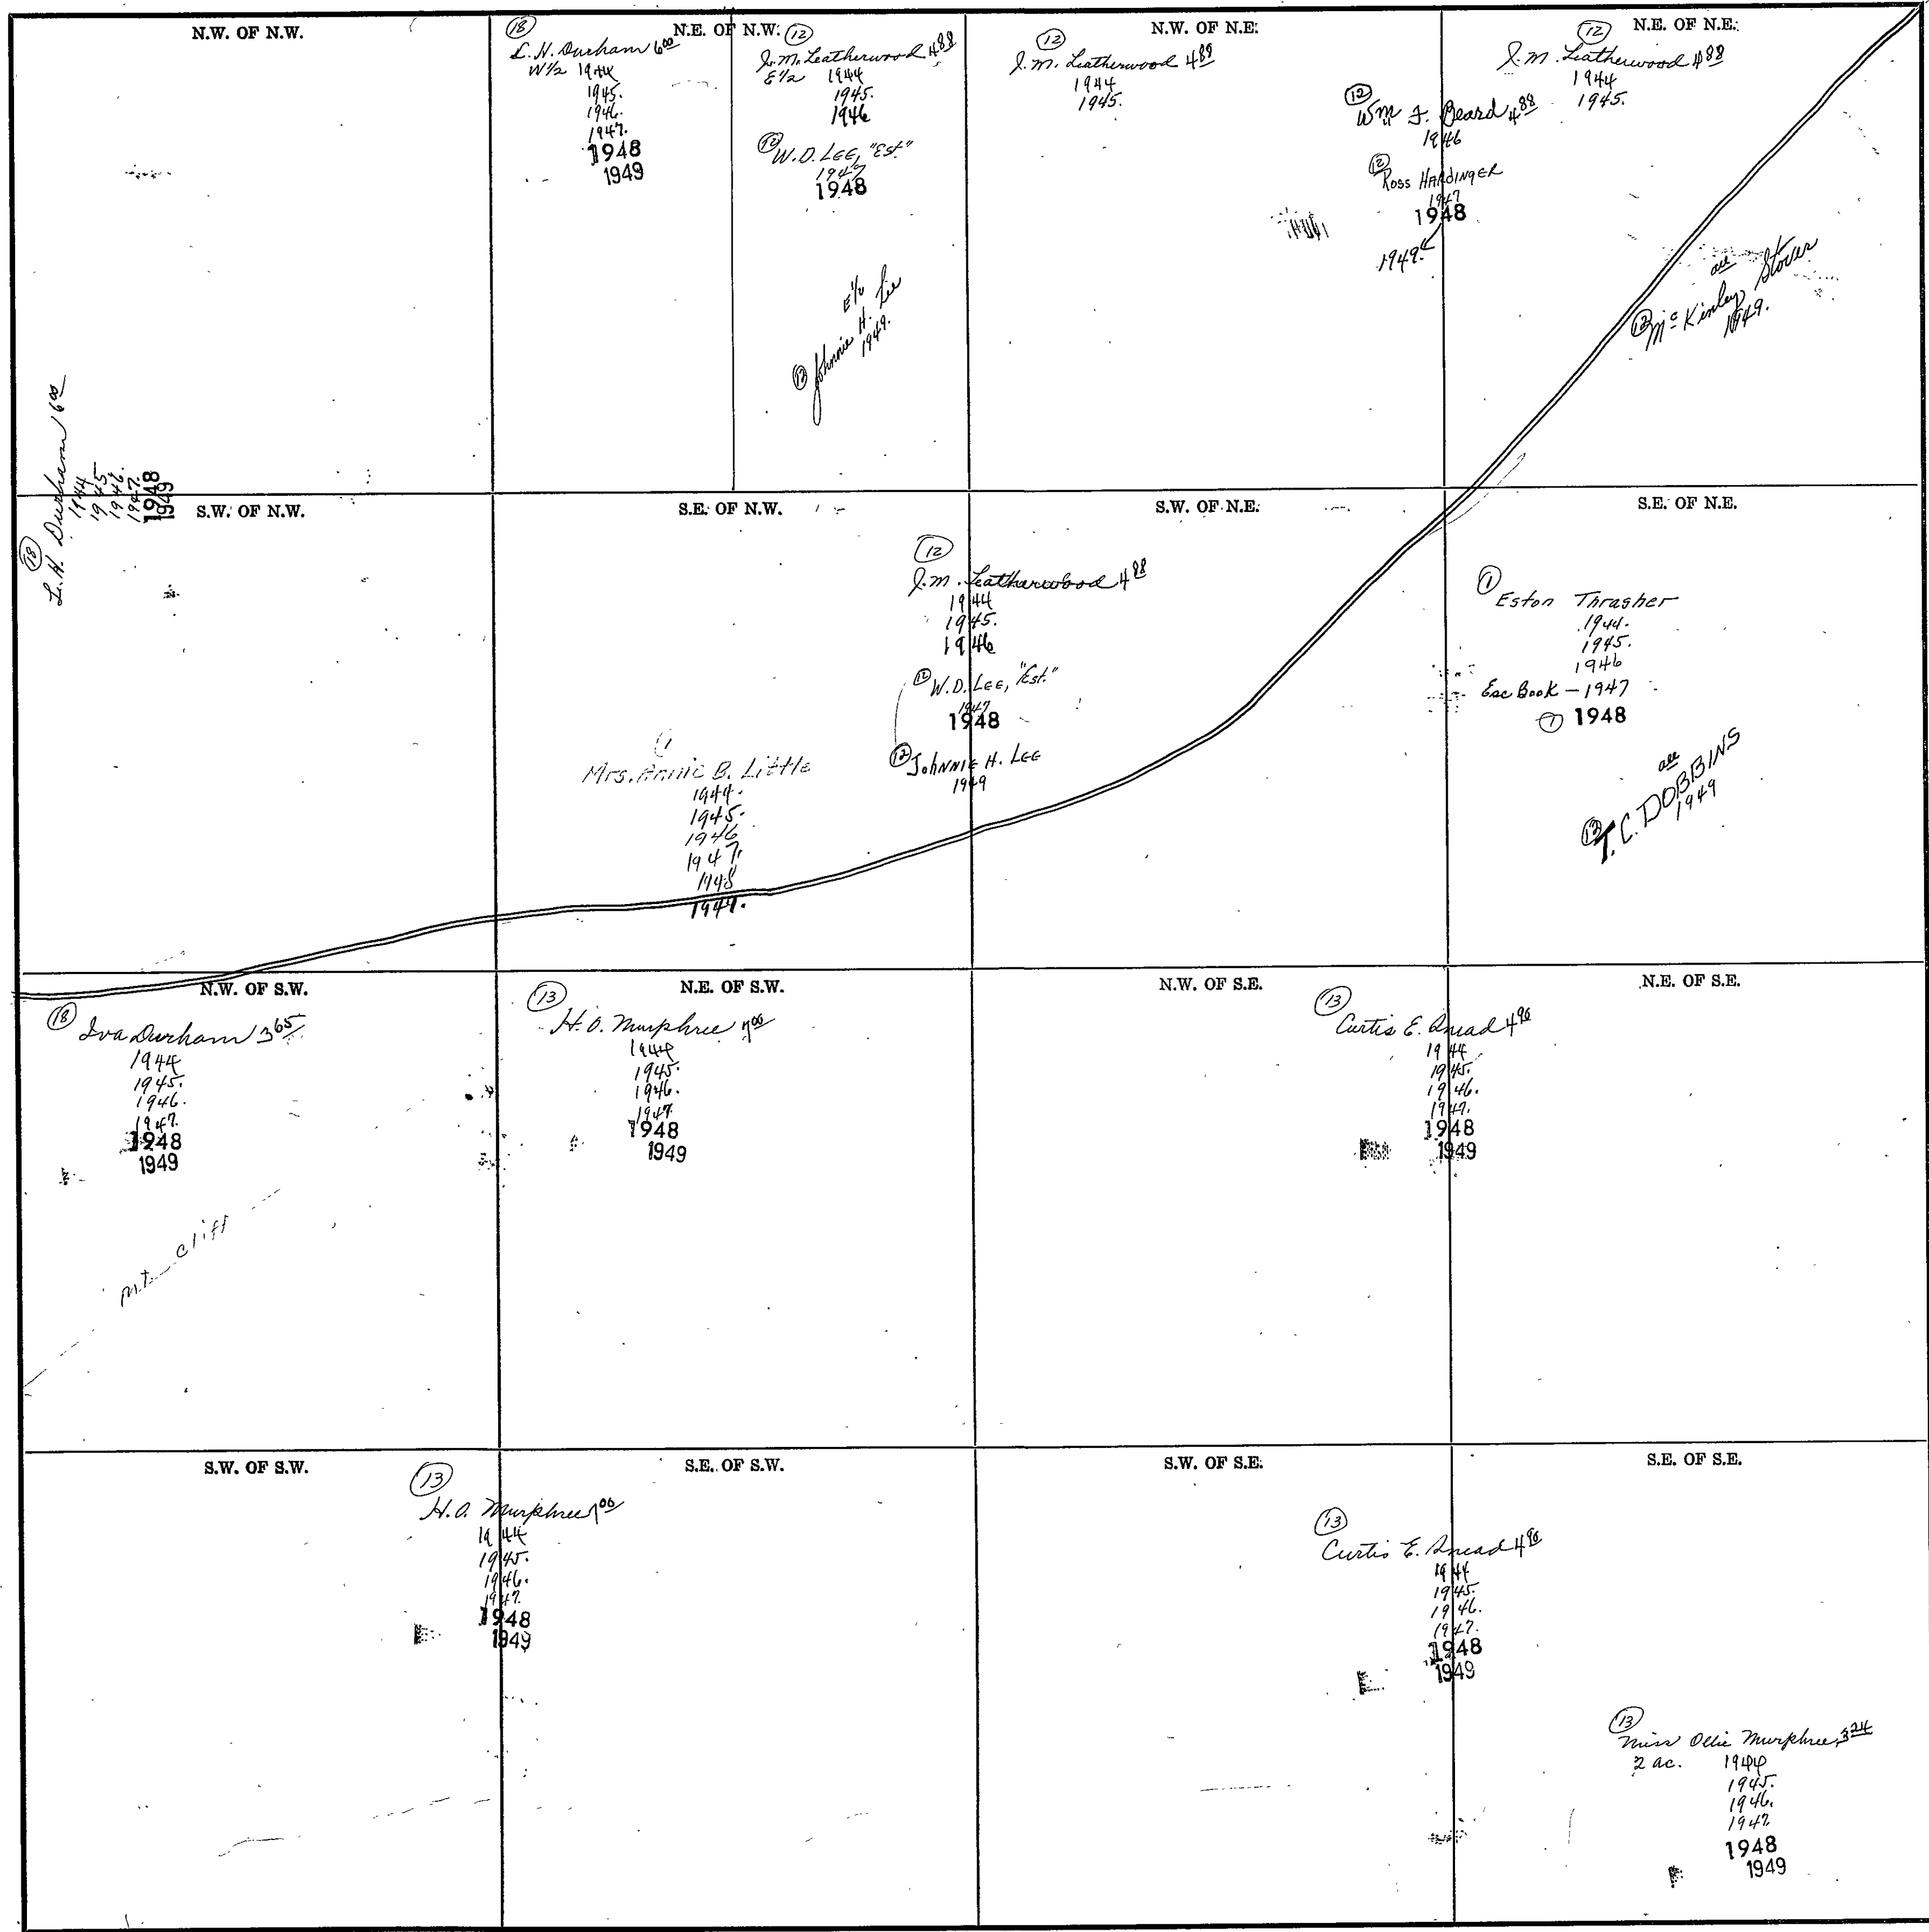 N.W. OF N.W.
N.E. OF N.W.
N.W. OF N.E.
N.E. OF N.E.
18
L. H. Durham 6 00
W 1/2 1944
1945.
1946.
1947.
1948
1949
12
J. M. Leatherwood 4 88
E 1/2 1944
1945.
1946
12
W. D. LEE, "Est."
1947
1948
E 1/2
12 Johnnie H. Lee
1949.
12
J. M. Leatherwood 4 88
1944
1945.
12
J. M. Leatherwood 4 88
1944
1945.
12
Wm F. Beard 4 88
1946
12
ROSS HARDINGER
1947
1948
1949.
all
12 McKinley Stover
1949.
18
L. H. Durham 6 00
1944
1945
1946.
1947.
1948
1949
S.W. OF N.W.
S.E. OF N.W.
S.W. OF N.E.
S.E. OF N.E.
12
J. M. Leatherwood 4 88
1944
1945.
1946
12 W. D. LEE, "Est."
1947
1948
12 JOHNNIE H. LEE
1949
1
Mrs. Annie B. Little
1944.
1945.
1946
1947.
1948
1949.
1
Eston Thrasher
1944.
1945.
1946
Esc Book - 1947
1 1948
all
13 T. C. DOBBINS
1949
N.W. OF S.W.
N.E. OF S.W.
N.W. OF S.E.
N.E. OF S.E.
18
Iva Durham 3 65
1944
1945.
1946.
1947.
1948
1949
mt. cliff
13
H. O. Murphree 7 00
1944
1945.
1946.
1947.
1948
1949
13
Curtis E. Snead 4 96
1944
1945.
1946.
1947.
1948
1949
S.W. OF S.W.
S.E. OF S.W.
S.W. OF S.E.
S.E. OF S.E.
13
H. O. Murphree 7 00
1944
1945.
1946.
1947.
1948
1949
13
Curtis E. Snead 4 96
1944
1945.
1946.
1947.
1948
1949
13
Miss Ollie Murphree 3 24
2 ac. 1944
1945.
1946.
1947.
1948
1949